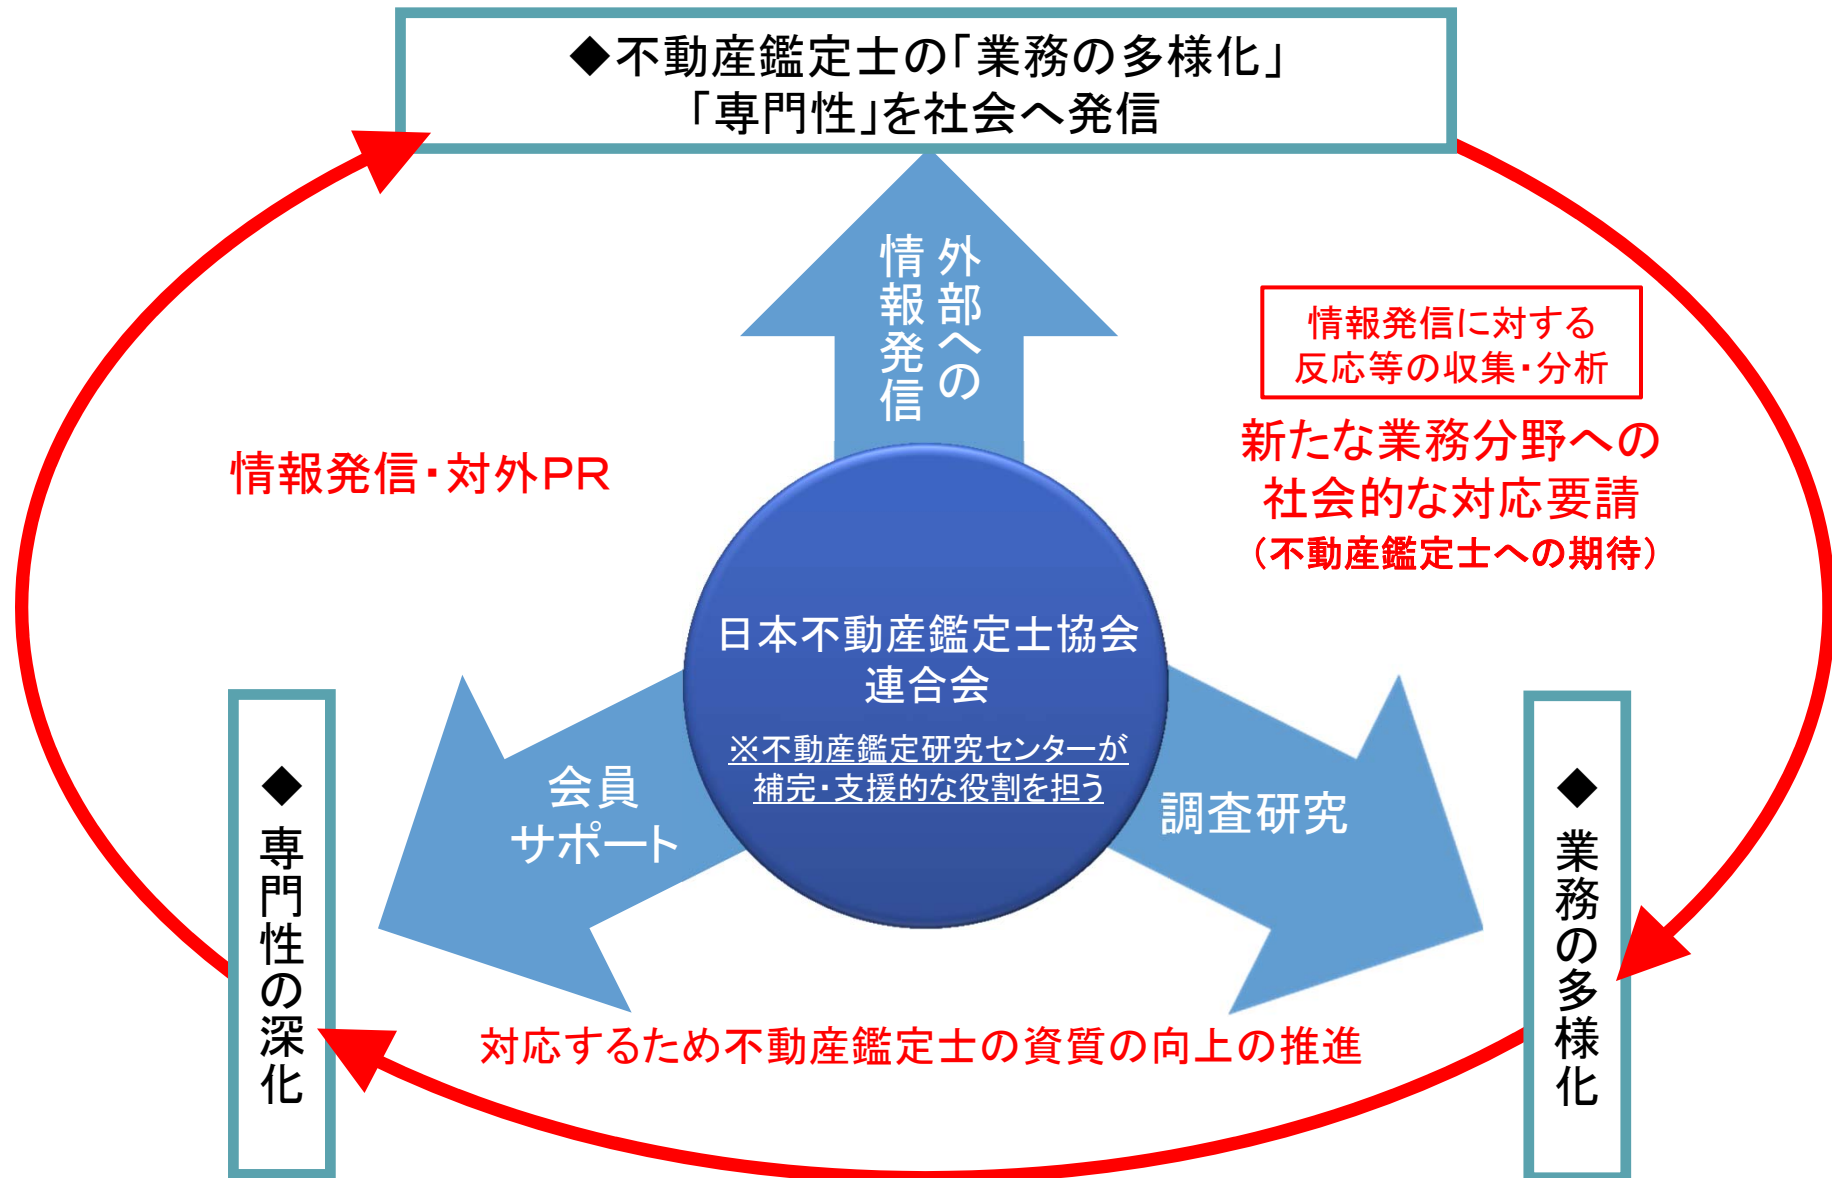 ◆不動産鑑定士の「業務の多様化」
「専門性」を社会へ発信
外部への
情報発信
情報発信に対する
反応等の収集・分析
新たな業務分野への
社会的な対応要請
（不動産鑑定士への期待）
情報発信・対外PR
日本不動産鑑定士協会
連合会
※不動産鑑定研究センターが
補完・支援的な役割を担う
会員
サポート
調査研究
◆専門性の深化
◆業務の多様化
対応するため不動産鑑定士の資質の向上の推進